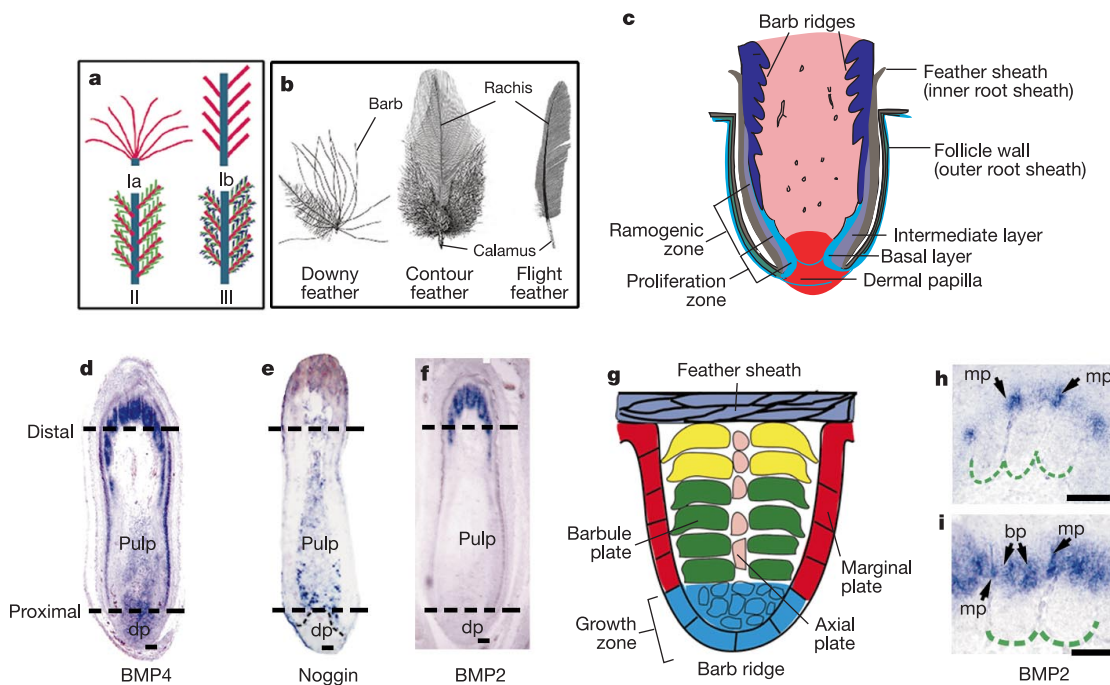 a
Ia
Ib
II
III
b
Barb
Rachis
Calamus
Downy
feather
Contour
feather
Flight
feather
c
Barb ridges
Feather sheath
(inner root sheath)
Follicle wall
(outer root sheath)
Ramogenic
zone
Proliferation
zone
Intermediate layer
Basal layer
Dermal papilla
d
Distal
Pulp
Proximal
dp
BMP4
e
Pulp
dp
Noggin
f
Pulp
dp
BMP2
g
Feather sheath
Barbule
plate
Marginal
plate
Growth
zone
Axial
plate
Barb ridge
h
mp
mp
i
bp
mp
mp
BMP2